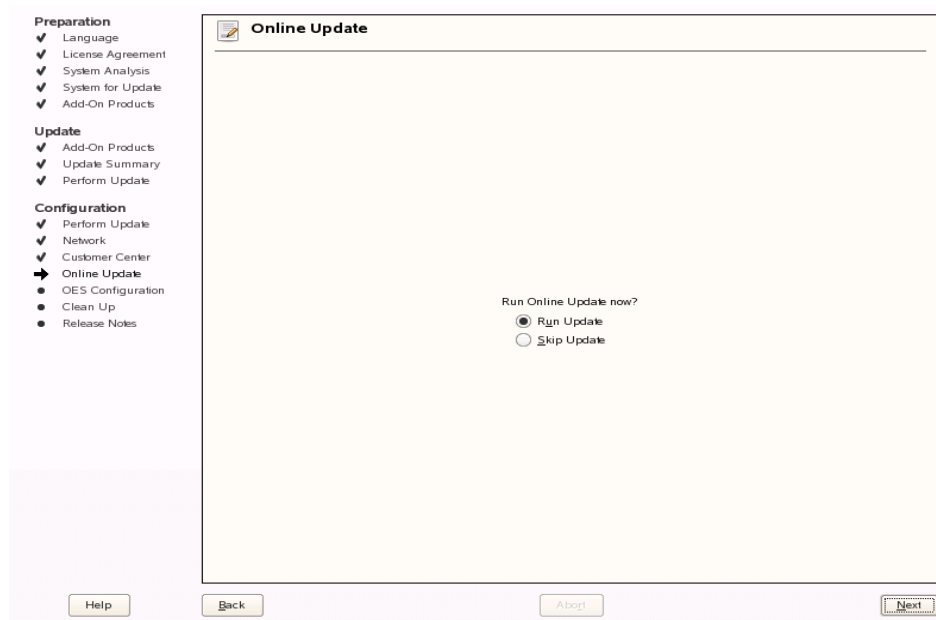 Preparation
Language
License Agreement
System Analysis
System for Update
Add-On Products
Update
Add-On Products
Update Summary
Perform Update
Configuration
Perform Update
Network
Customer Center
Online Update
OES Configuration
Clean Up
Release Notes
Online Update
Run Online Update now?
Run Update
Skip Update
Help
Back
Abort
Next